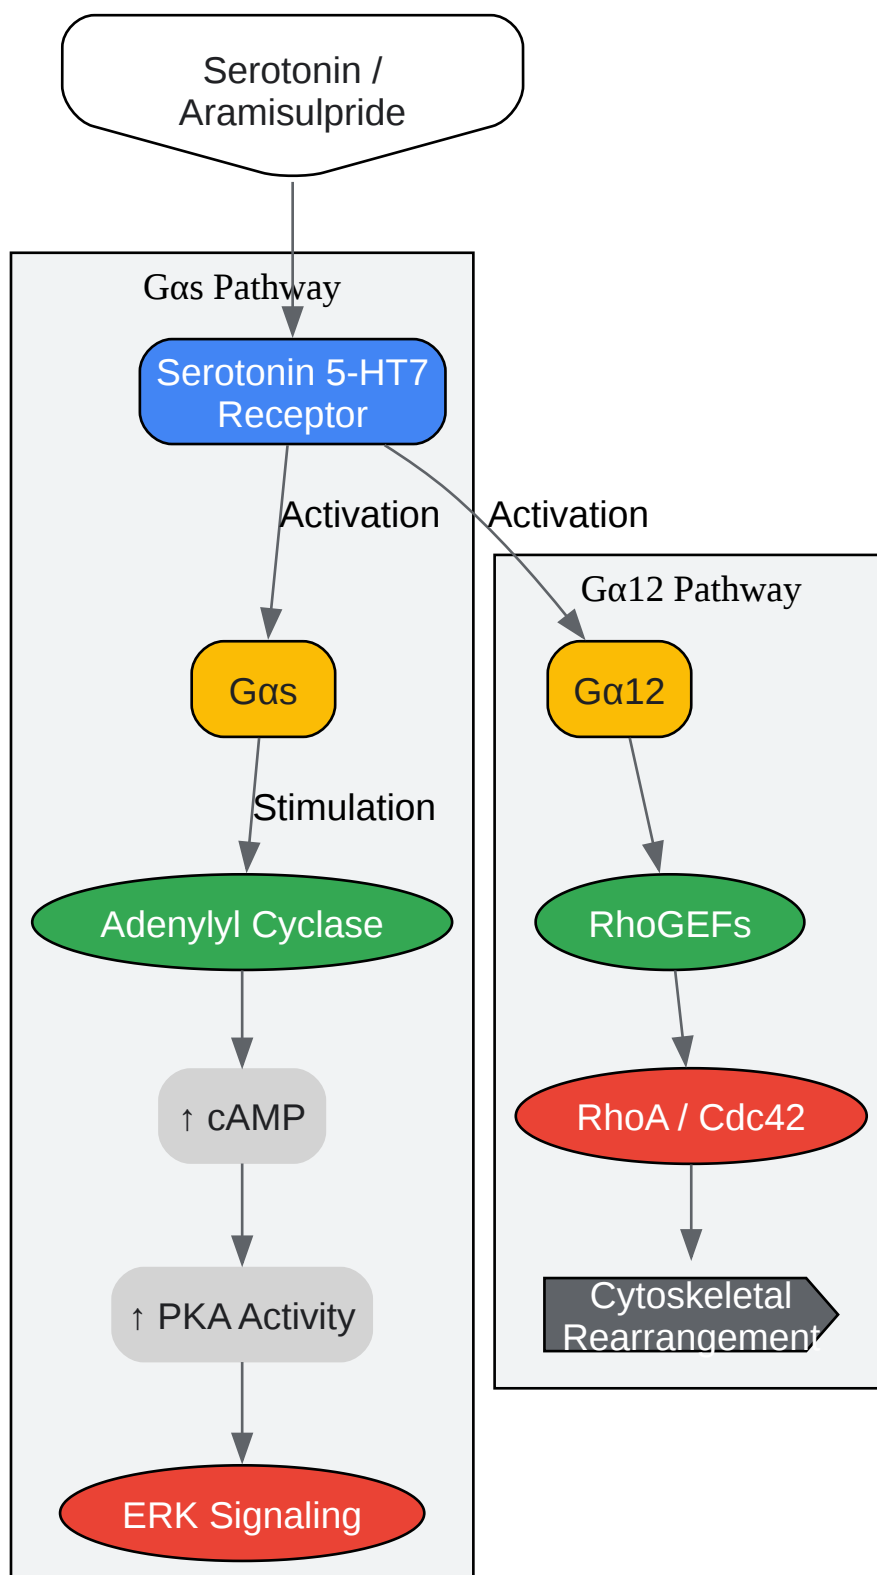 Serotonin /
Aramisulpride
Gαs Pathway
Serotonin 5-HT7
Receptor
Activation
Activation
Gα12 Pathway
Gαs
Gα12
Stimulation
Adenylyl Cyclase
RhoGEFs
↑ cAMP
RhoA / Cdc42
↑ PKA Activity
Cytoskeletal
Rearrangement
ERK Signaling